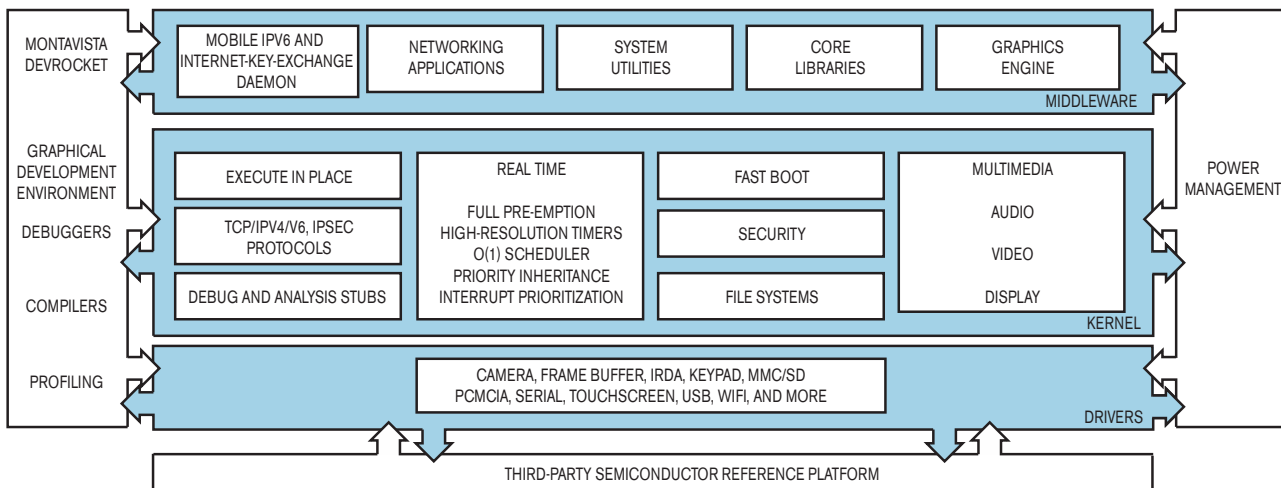 MONTAVISTA
DEVROCKET
GRAPHICAL
DEVELOPMENT
ENVIRONMENT
DEBUGGERS
COMPILERS
PROFILING
MOBILE IPV6 AND
INTERNET-KEY-EXCHANGE
DAEMON
NETWORKING
APPLICATIONS
SYSTEM
UTILITIES
CORE
LIBRARIES
GRAPHICS
ENGINE
MIDDLEWARE
EXECUTE IN PLACE
TCP/IPV4/V6, IPSEC
PROTOCOLS
DEBUG AND ANALYSIS STUBS
REAL TIME
FULL PRE-EMPTION
HIGH-RESOLUTION TIMERS
O(1) SCHEDULER
PRIORITY INHERITANCE
INTERRUPT PRIORITIZATION
FAST BOOT
SECURITY
FILE SYSTEMS
MULTIMEDIA
AUDIO
VIDEO
DISPLAY
KERNEL
CAMERA, FRAME BUFFER, IRDA, KEYPAD, MMC/SD
PCMCIA, SERIAL, TOUCHSCREEN, USB, WIFI, AND MORE
DRIVERS
POWER
MANAGEMENT
THIRD-PARTY SEMICONDUCTOR REFERENCE PLATFORM